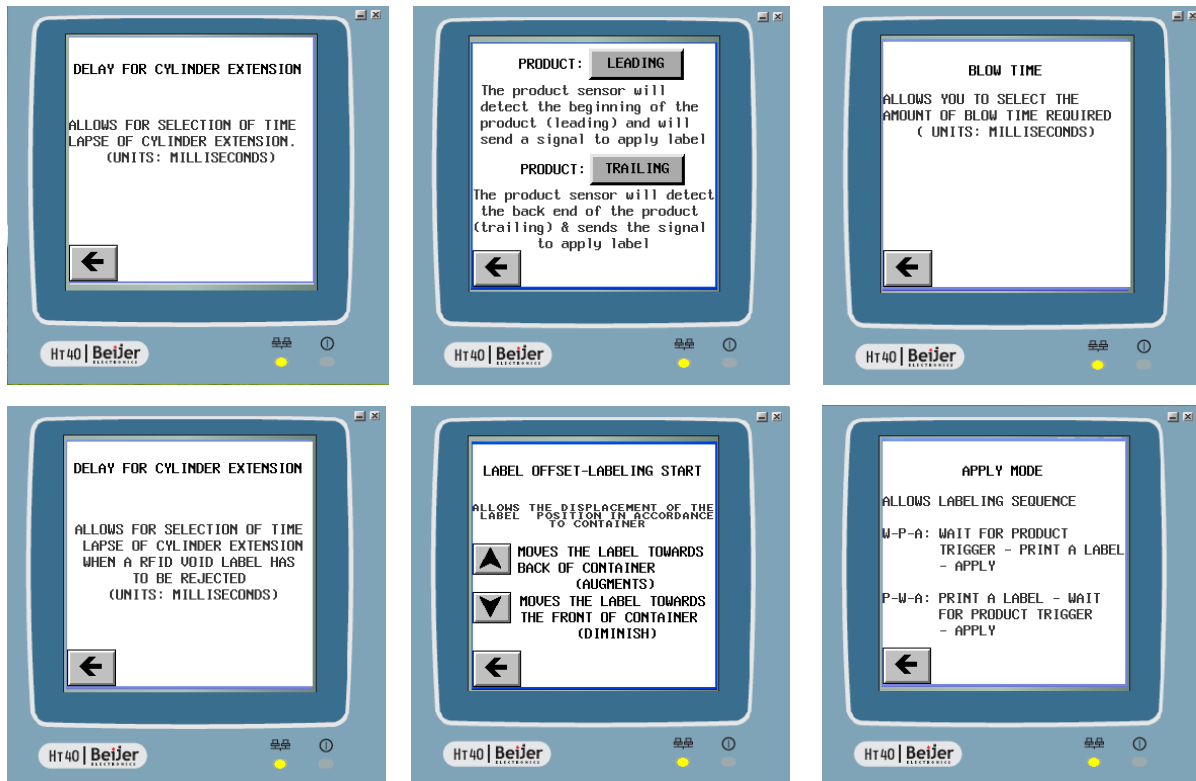 DELAY FOR CYLINDER EXTENSION
ALLOWS FOR SELECTION OF TIME
LAPSE OF CYLINDER EXTENSION.
(UNITS: MILLISECONDS)
HT40 Beijer
ELECTRONICS
PRODUCT: LEADING
The product sensor will
detect the beginning of the
product (leading) and will
send a signal to apply label
PRODUCT: TRAILING
The product sensor will detect
the back end of the product
(trailing) & sends the signal
to apply label
HT40 Beijer
ELECTRONICS
BLOW TIME
ALLOWS YOU TO SELECT THE
AMOUNT OF BLOW TIME REQUIRED
( UNITS: MILLISECONDS)
HT40 Beijer
ELECTRONICS
DELAY FOR CYLINDER EXTENSION
ALLOWS FOR SELECTION OF TIME
LAPSE OF CYLINDER EXTENSION
WHEN A RFID VOID LABEL HAS
TO BE REJECTED
(UNITS: MILLISECONDS)
HT40 Beijer
ELECTRONICS
LABEL OFFSET-LABELING START
ALLOWS THE DISPLACEMENT OF THE
LABEL POSITION IN ACCORDANCE
TO CONTAINER
MOVES THE LABEL TOWARDS
BACK OF CONTAINER
(AUGMENTS)
MOVES THE LABEL TOWARDS
THE FRONT OF CONTAINER
(DIMINISH)
HT40 Beijer
ELECTRONICS
APPLY MODE
ALLOWS LABELING SEQUENCE
W-P-A: WAIT FOR PRODUCT
TRIGGER - PRINT A LABEL
- APPLY
P-W-A: PRINT A LABEL - WAIT
FOR PRODUCT TRIGGER
- APPLY
HT40 Beijer
ELECTRONICS